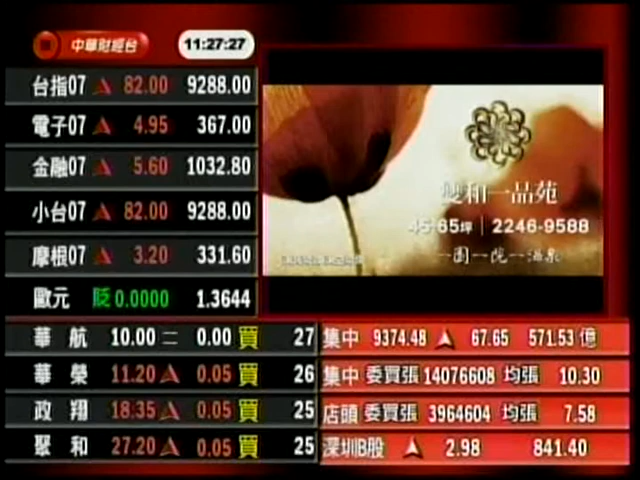 中華財經台
11:27:27
台指07 82.00 9288.00
電子07 4.95 367.00
金融07 5.60 1032.80
小台07 82.00 9288.00
摩根07 3.20 331.60
歐元 貶 0.0000 1.3644
雙和一品苑
45-65坪 | 2246-9588
一園一院一溫泉
華航 10.00 二 0.00 買 27
華榮 11.20 0.05 買 26
政翔 18.35 0.05 買 25
聚和 27.20 0.05 買 25
集中 9374.48 67.65 571.53 億
集中 委買張 14076608 均張 10.30
店頭 委買張 3964604 均張 7.58
深圳B股 2.98 841.40